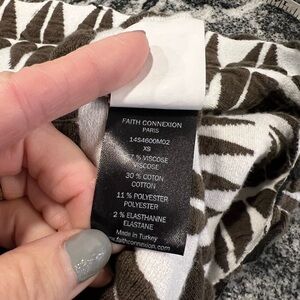 FAITH CONNEXION
PARIS
14S4600M02
XS
57 % VISCOSE
VISCOSE
30 % COTON
COTTON
11 % POLYESTER
POLYESTER
2 % ELASTHANNE
ELASTANE
Made in Turkey
faithconnexion.com